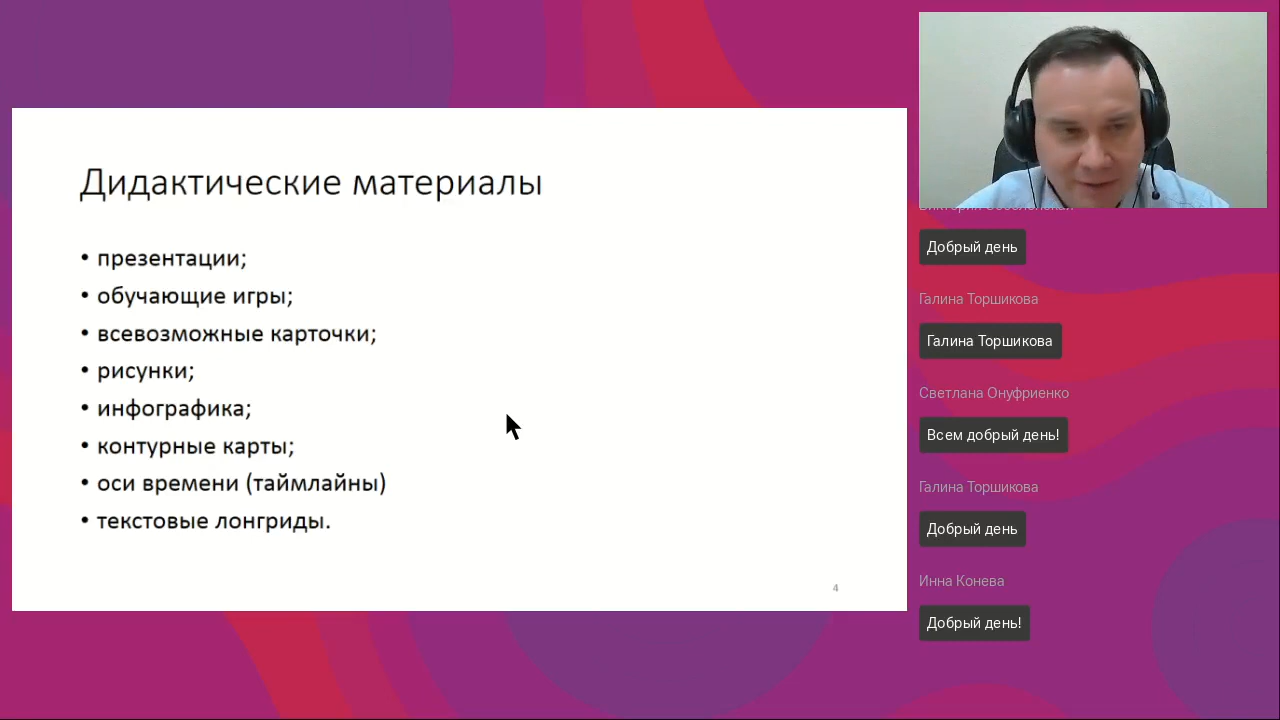 Дидактические материалы
• презентации;
• обучающие игры;
• всевозможные карточки;
• рисунки;
• инфографика;
• контурные карты;
• оси времени (таймлайны)
• текстовые лонгриды.
4
Добрый день
Галина Торшикова
Галина Торшикова
Светлана Онуфриенко
Всем добрый день!
Галина Торшикова
Добрый день
Инна Конева
Добрый день!